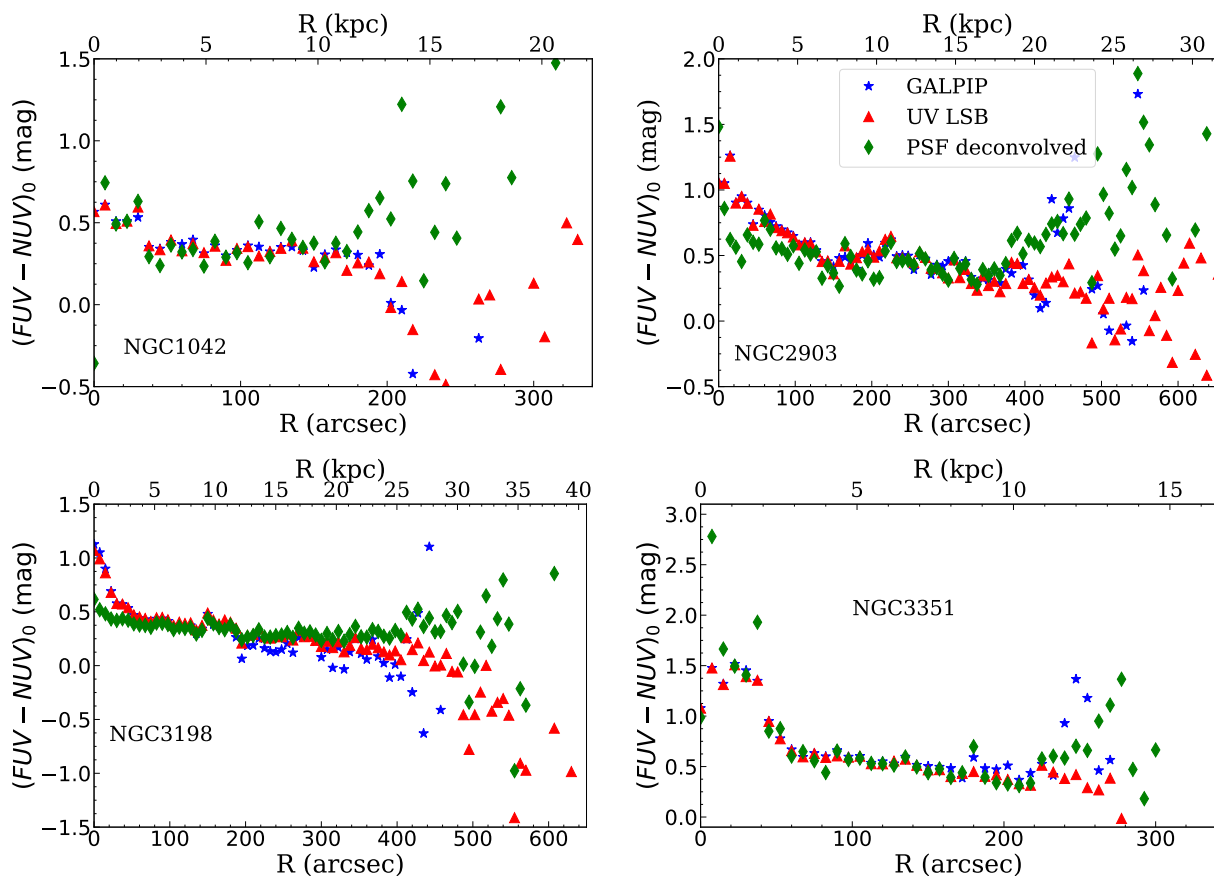 R (kpc)
0 5 10 15 20
1.5
1.0
0.5
0.0
−0.5
(FUV − NUV)₀ (mag)
NGC1042
0 100 200 300
R (arcsec)
R (kpc)
0 5 10 15 20 25 30
2.0
1.5
1.0
0.5
0.0
−0.5
(FUV − NUV)₀ (mag)
GALPIP
UV LSB
PSF deconvolved
NGC2903
0 100 200 300 400 500 600
R (arcsec)
R (kpc)
0 5 10 15 20 25 30 35 40
1.5
1.0
0.5
0.0
−0.5
−1.0
−1.5
(FUV − NUV)₀ (mag)
NGC3198
0 100 200 300 400 500 600
R (arcsec)
R (kpc)
0 5 10 15
3.0
2.5
2.0
1.5
1.0
0.5
0.0
(FUV − NUV)₀ (mag)
NGC3351
0 100 200 300
R (arcsec)